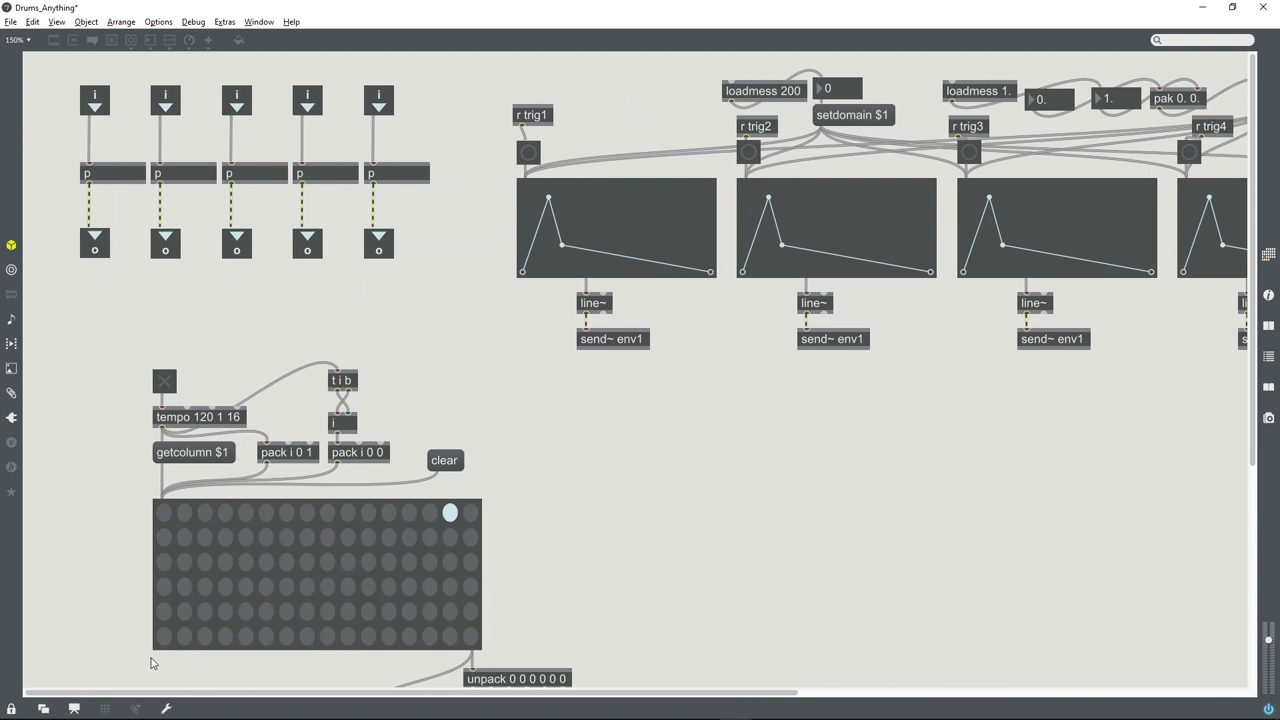 Drums_Anything*
File Edit View Object Arrange Options Debug Extras Window Help
150%
i i i i i
p p p p p
o o o o o
r trig1
loadmess 200
0
setdomain $1
r trig2
loadmess 1.
0.
1.
pak 0. 0.
r trig3
r trig4
line~ line~ line~
send~ env1 send~ env1 send~ env1
t i b
tempo 120 1 16
i
getcolumn $1
pack i 0 1
pack i 0 0
clear
unpack 0 0 0 0 0 0